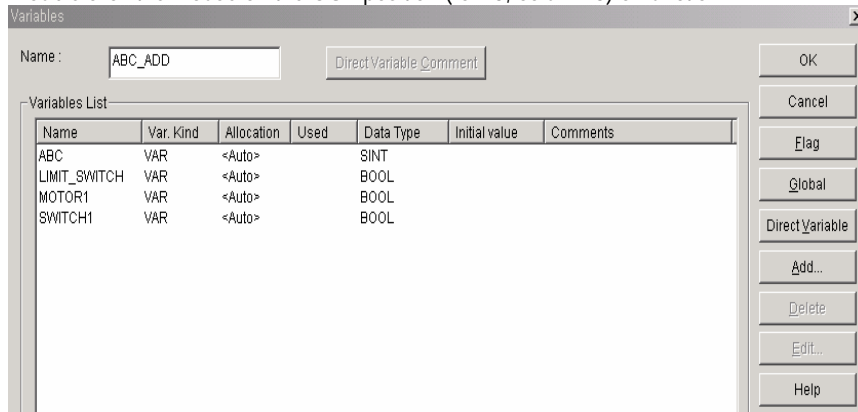 Variables
Name : ABC_ADD Direct Variable Comment OK
Variables List Cancel
Name Var. Kind Allocation Used Data Type Initial value Comments
Flag
ABC VAR <Auto> SINT
LIMIT_SWITCH VAR <Auto> BOOL
Global
MOTOR1 VAR <Auto> BOOL
SWITCH1 VAR <Auto> BOOL
Direct Variable
Add...
Delete
Edit...
Help